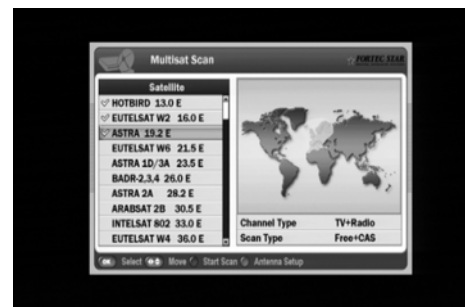 Multisat Scan
FORTEC STAR
Satellite
HOTBIRD 13.0 E
EUTELSAT W2 16.0 E
ASTRA 19.2 E
EUTELSAT W6 21.5 E
ASTRA 1D/3A 23.5 E
BADR-2,3,4 26.0 E
ASTRA 2A 28.2 E
ARABSAT 2B 30.5 E
INTELSAT 802 33.0 E
EUTELSAT W4 36.0 E
Channel Type TV+Radio
Scan Type Free+CAS
OK Select Move Start Scan Antenna Setup